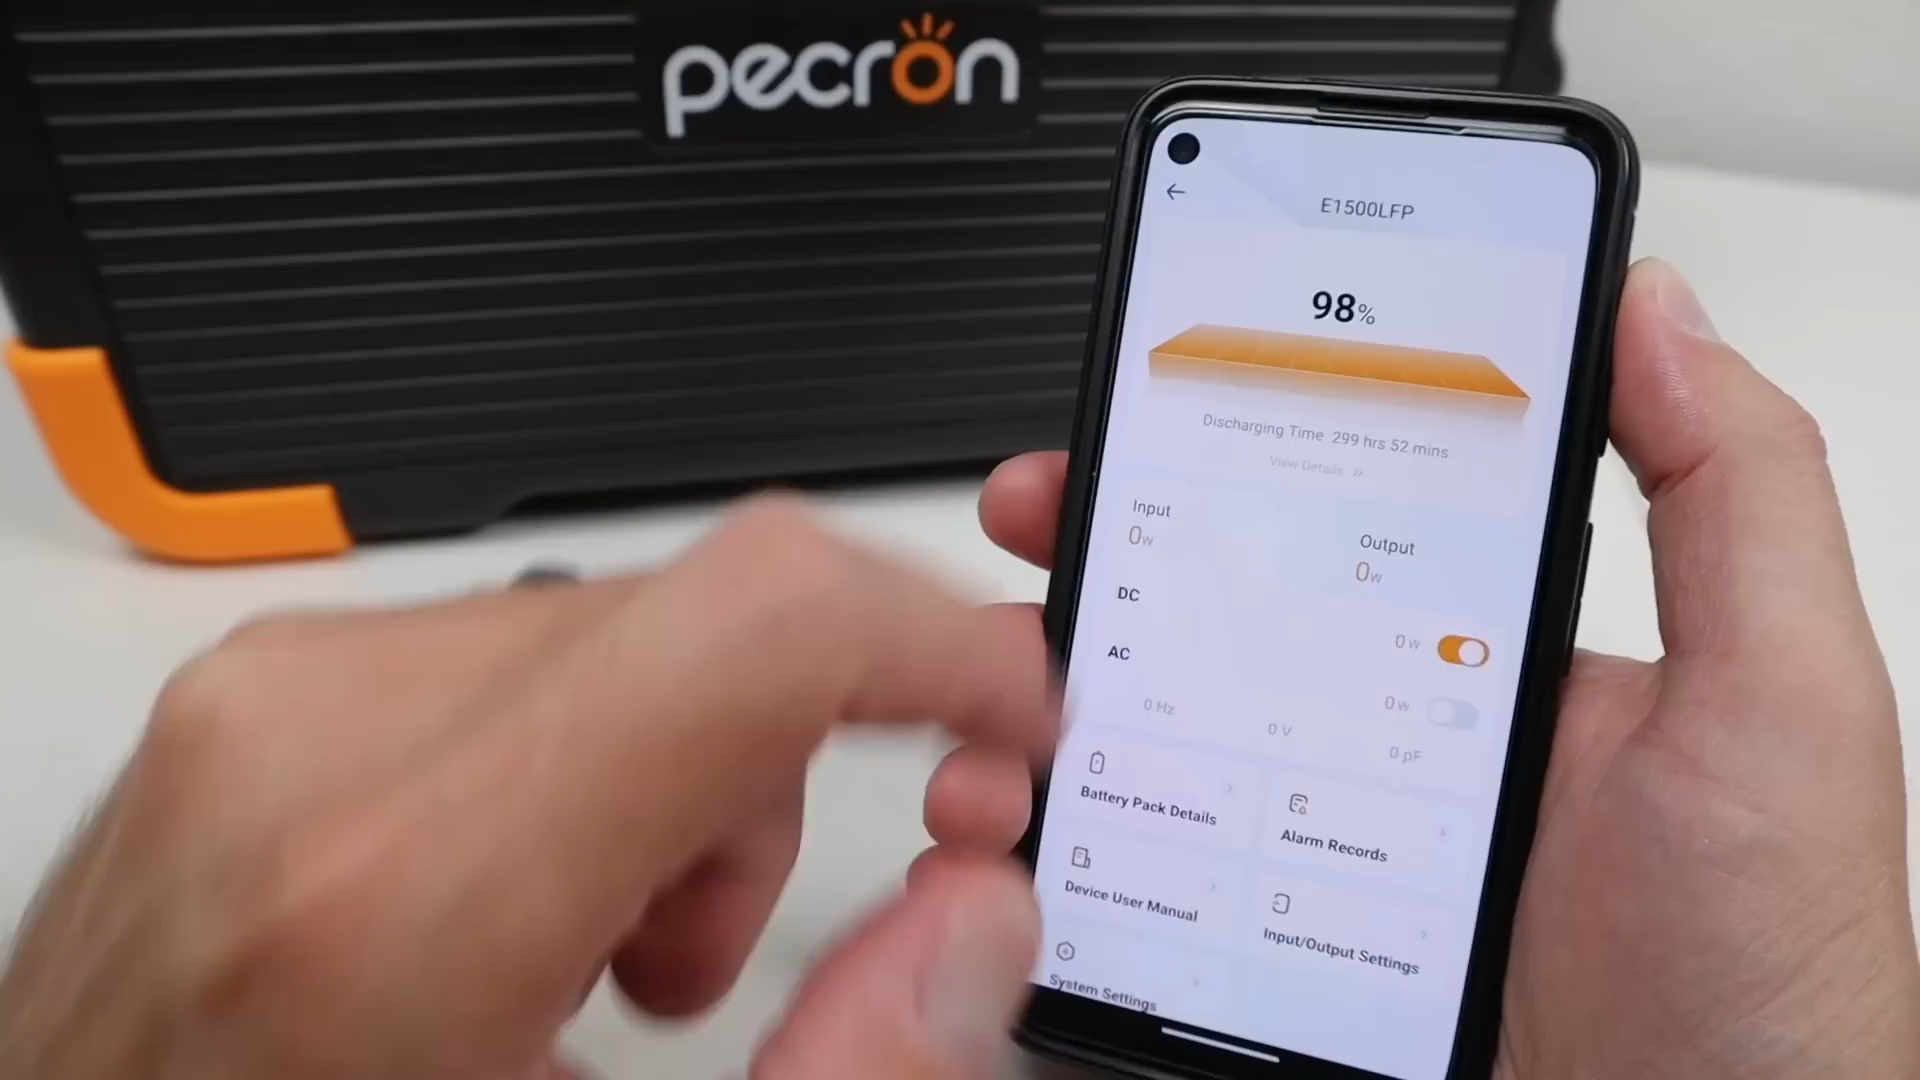 pecron
E1500LFP
98%
Discharging Time 299 hrs 52 mins
View Details »
Input
0w
Output
0w
DC
0w
AC
0w
0 Hz
0 V
0 pF
Battery Pack Details
Alarm Records
Device User Manual
Input/Output Settings
System Settings